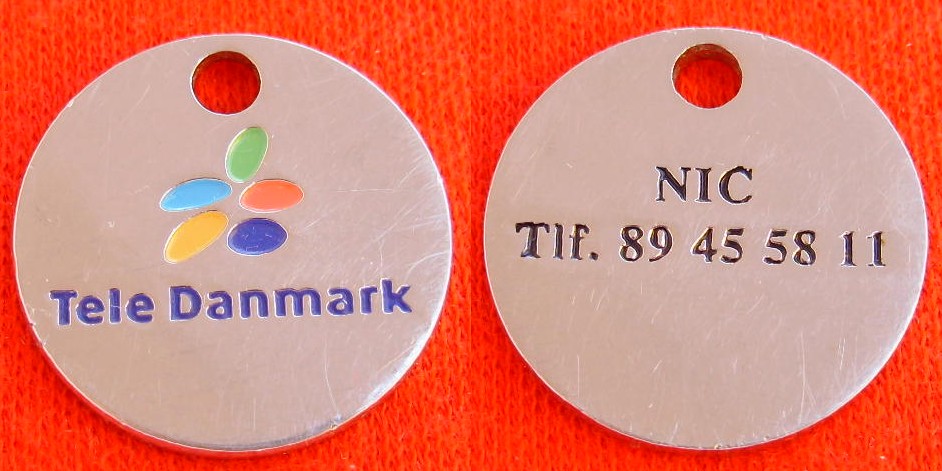 Tele Danmark
NIC
Tlf. 89 45 58 11